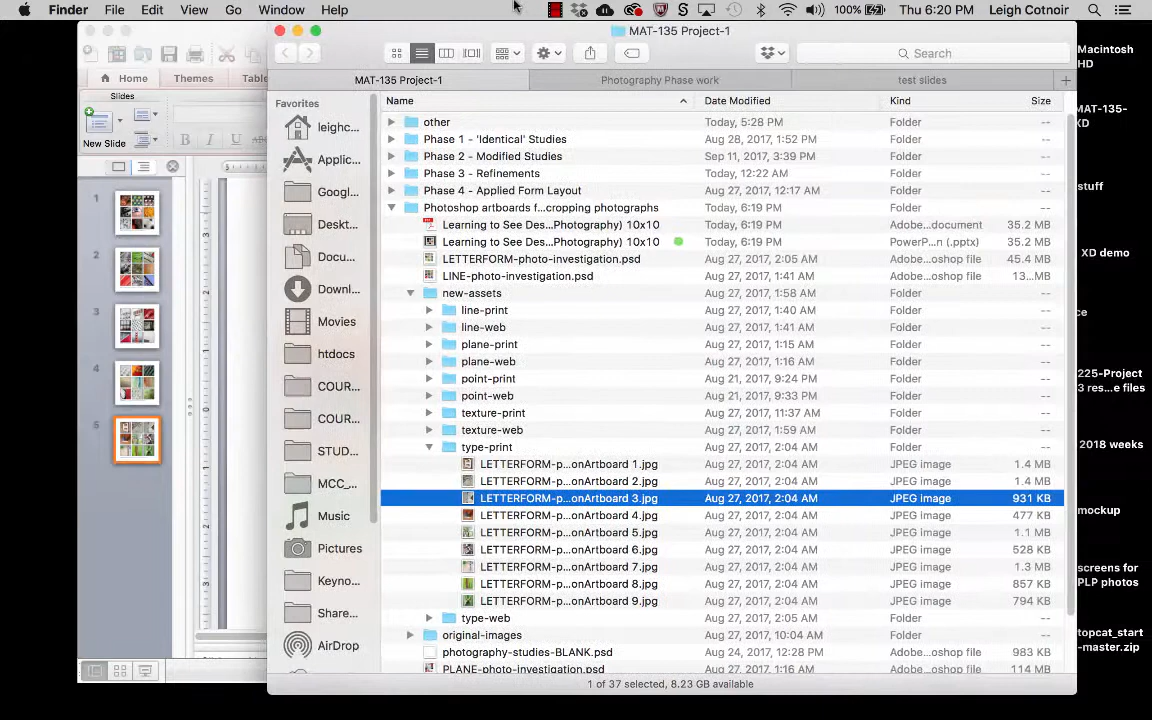 Finder File Edit View Go Window Help 100% Thu 6:20 PM Leigh Cotnoir
MAT-135 Project-1
Search
MAT-135 Project-1 Photography Phase work test slides
Home Themes
Slides
New Slide
1
2
3
4
5
Favorites
leighc...
Applic...
Googl...
Deskt...
Docu...
Downl...
Movies
htdocs
COUR...
COUR...
STUD...
MCC_...
Music
Pictures
Keyno...
Share...
AirDrop
Name Date Modified Kind Size
other Today, 5:28 PM Folder --
Phase 1 - 'Identical' Studies Aug 28, 2017, 1:52 PM Folder --
Phase 2 - Modified Studies Sep 11, 2017, 3:39 PM Folder --
Phase 3 - Refinements Today, 12:22 AM Folder --
Phase 4 - Applied Form Layout Aug 27, 2017, 12:17 AM Folder --
Photoshop artboards f...cropping photographs Today, 6:19 PM Folder --
Learning to See Des...Photography) 10x10 Today, 6:19 PM Adobe...document 35.2 MB
Learning to See Des...Photography) 10x10 Today, 6:19 PM PowerP...n (.pptx) 35.2 MB
LETTERFORM-photo-investigation.psd Aug 27, 2017, 2:05 AM Adobe...oshop file 45.4 MB
LINE-photo-investigation.psd Aug 27, 2017, 1:41 AM Adobe...oshop file 13... MB
new-assets Aug 27, 2017, 1:58 AM Folder --
line-print Aug 27, 2017, 1:40 AM Folder --
line-web Aug 27, 2017, 1:41 AM Folder --
plane-print Aug 27, 2017, 1:15 AM Folder --
plane-web Aug 27, 2017, 1:16 AM Folder --
point-print Aug 21, 2017, 9:24 PM Folder --
point-web Aug 21, 2017, 9:33 PM Folder --
texture-print Aug 27, 2017, 11:37 AM Folder --
texture-web Aug 27, 2017, 1:59 AM Folder --
type-print Aug 27, 2017, 2:04 AM Folder --
LETTERFORM-p...onArtboard 1.jpg Aug 27, 2017, 2:04 AM JPEG image 1.4 MB
LETTERFORM-p...onArtboard 2.jpg Aug 27, 2017, 2:04 AM JPEG image 1.4 MB
LETTERFORM-p...onArtboard 3.jpg Aug 27, 2017, 2:04 AM JPEG image 931 KB
LETTERFORM-p...onArtboard 4.jpg Aug 27, 2017, 2:04 AM JPEG image 477 KB
LETTERFORM-p...onArtboard 5.jpg Aug 27, 2017, 2:04 AM JPEG image 1.1 MB
LETTERFORM-p...onArtboard 6.jpg Aug 27, 2017, 2:04 AM JPEG image 528 KB
LETTERFORM-p...onArtboard 7.jpg Aug 27, 2017, 2:04 AM JPEG image 1.3 MB
LETTERFORM-p...onArtboard 8.jpg Aug 27, 2017, 2:04 AM JPEG image 857 KB
LETTERFORM-p...onArtboard 9.jpg Aug 27, 2017, 2:04 AM JPEG image 794 KB
type-web Aug 27, 2017, 2:05 AM Folder --
original-images Aug 27, 2017, 10:04 AM Folder --
photography-studies-BLANK.psd Aug 24, 2017, 12:28 PM Adobe...oshop file 983 KB
PLANE-photo-investigation.psd Aug 27, 2017, 1:16 AM Adobe...oshop file 114 MB
1 of 37 selected, 8.23 GB available
Macintosh
HD
MAT-135-
XD
stuff
XD demo
225-Project
3 res...e files
2018 weeks
mockup
screens for
PLP photos
topcat_start
-master.zip